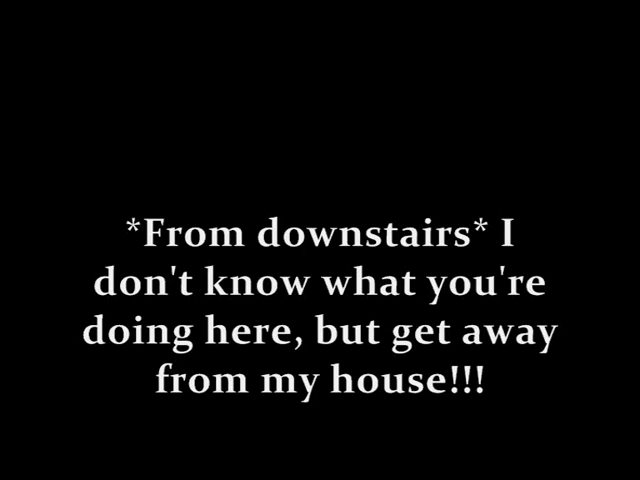 *From downstairs* I
don't know what you're
doing here, but get away
from my house!!!